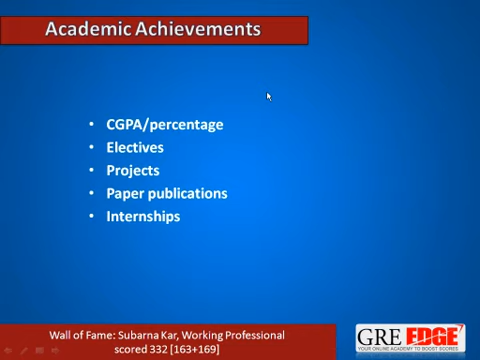 Academic Achievements
• CGPA/percentage
• Electives
• Projects
• Paper publications
• Internships
Wall of Fame: Subarna Kar, Working Professional
scored 332 [163+169]
GRE EDGE
YOUR ONLINE ACADEMY TO BOOST SCORES